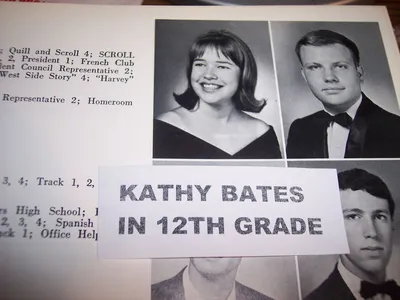 ; Quill and Scroll 4; SCROLL
, 2, President 1; French Club
ent Council Representative 2;
West Side Story" 4; "Harvey"
Representative 2; Homeroom
3, 4; Track 1, 2,
es High School;
2, 3, 4; Spanish
ck 1; Office Help
KATHY BATES
IN 12TH GRADE